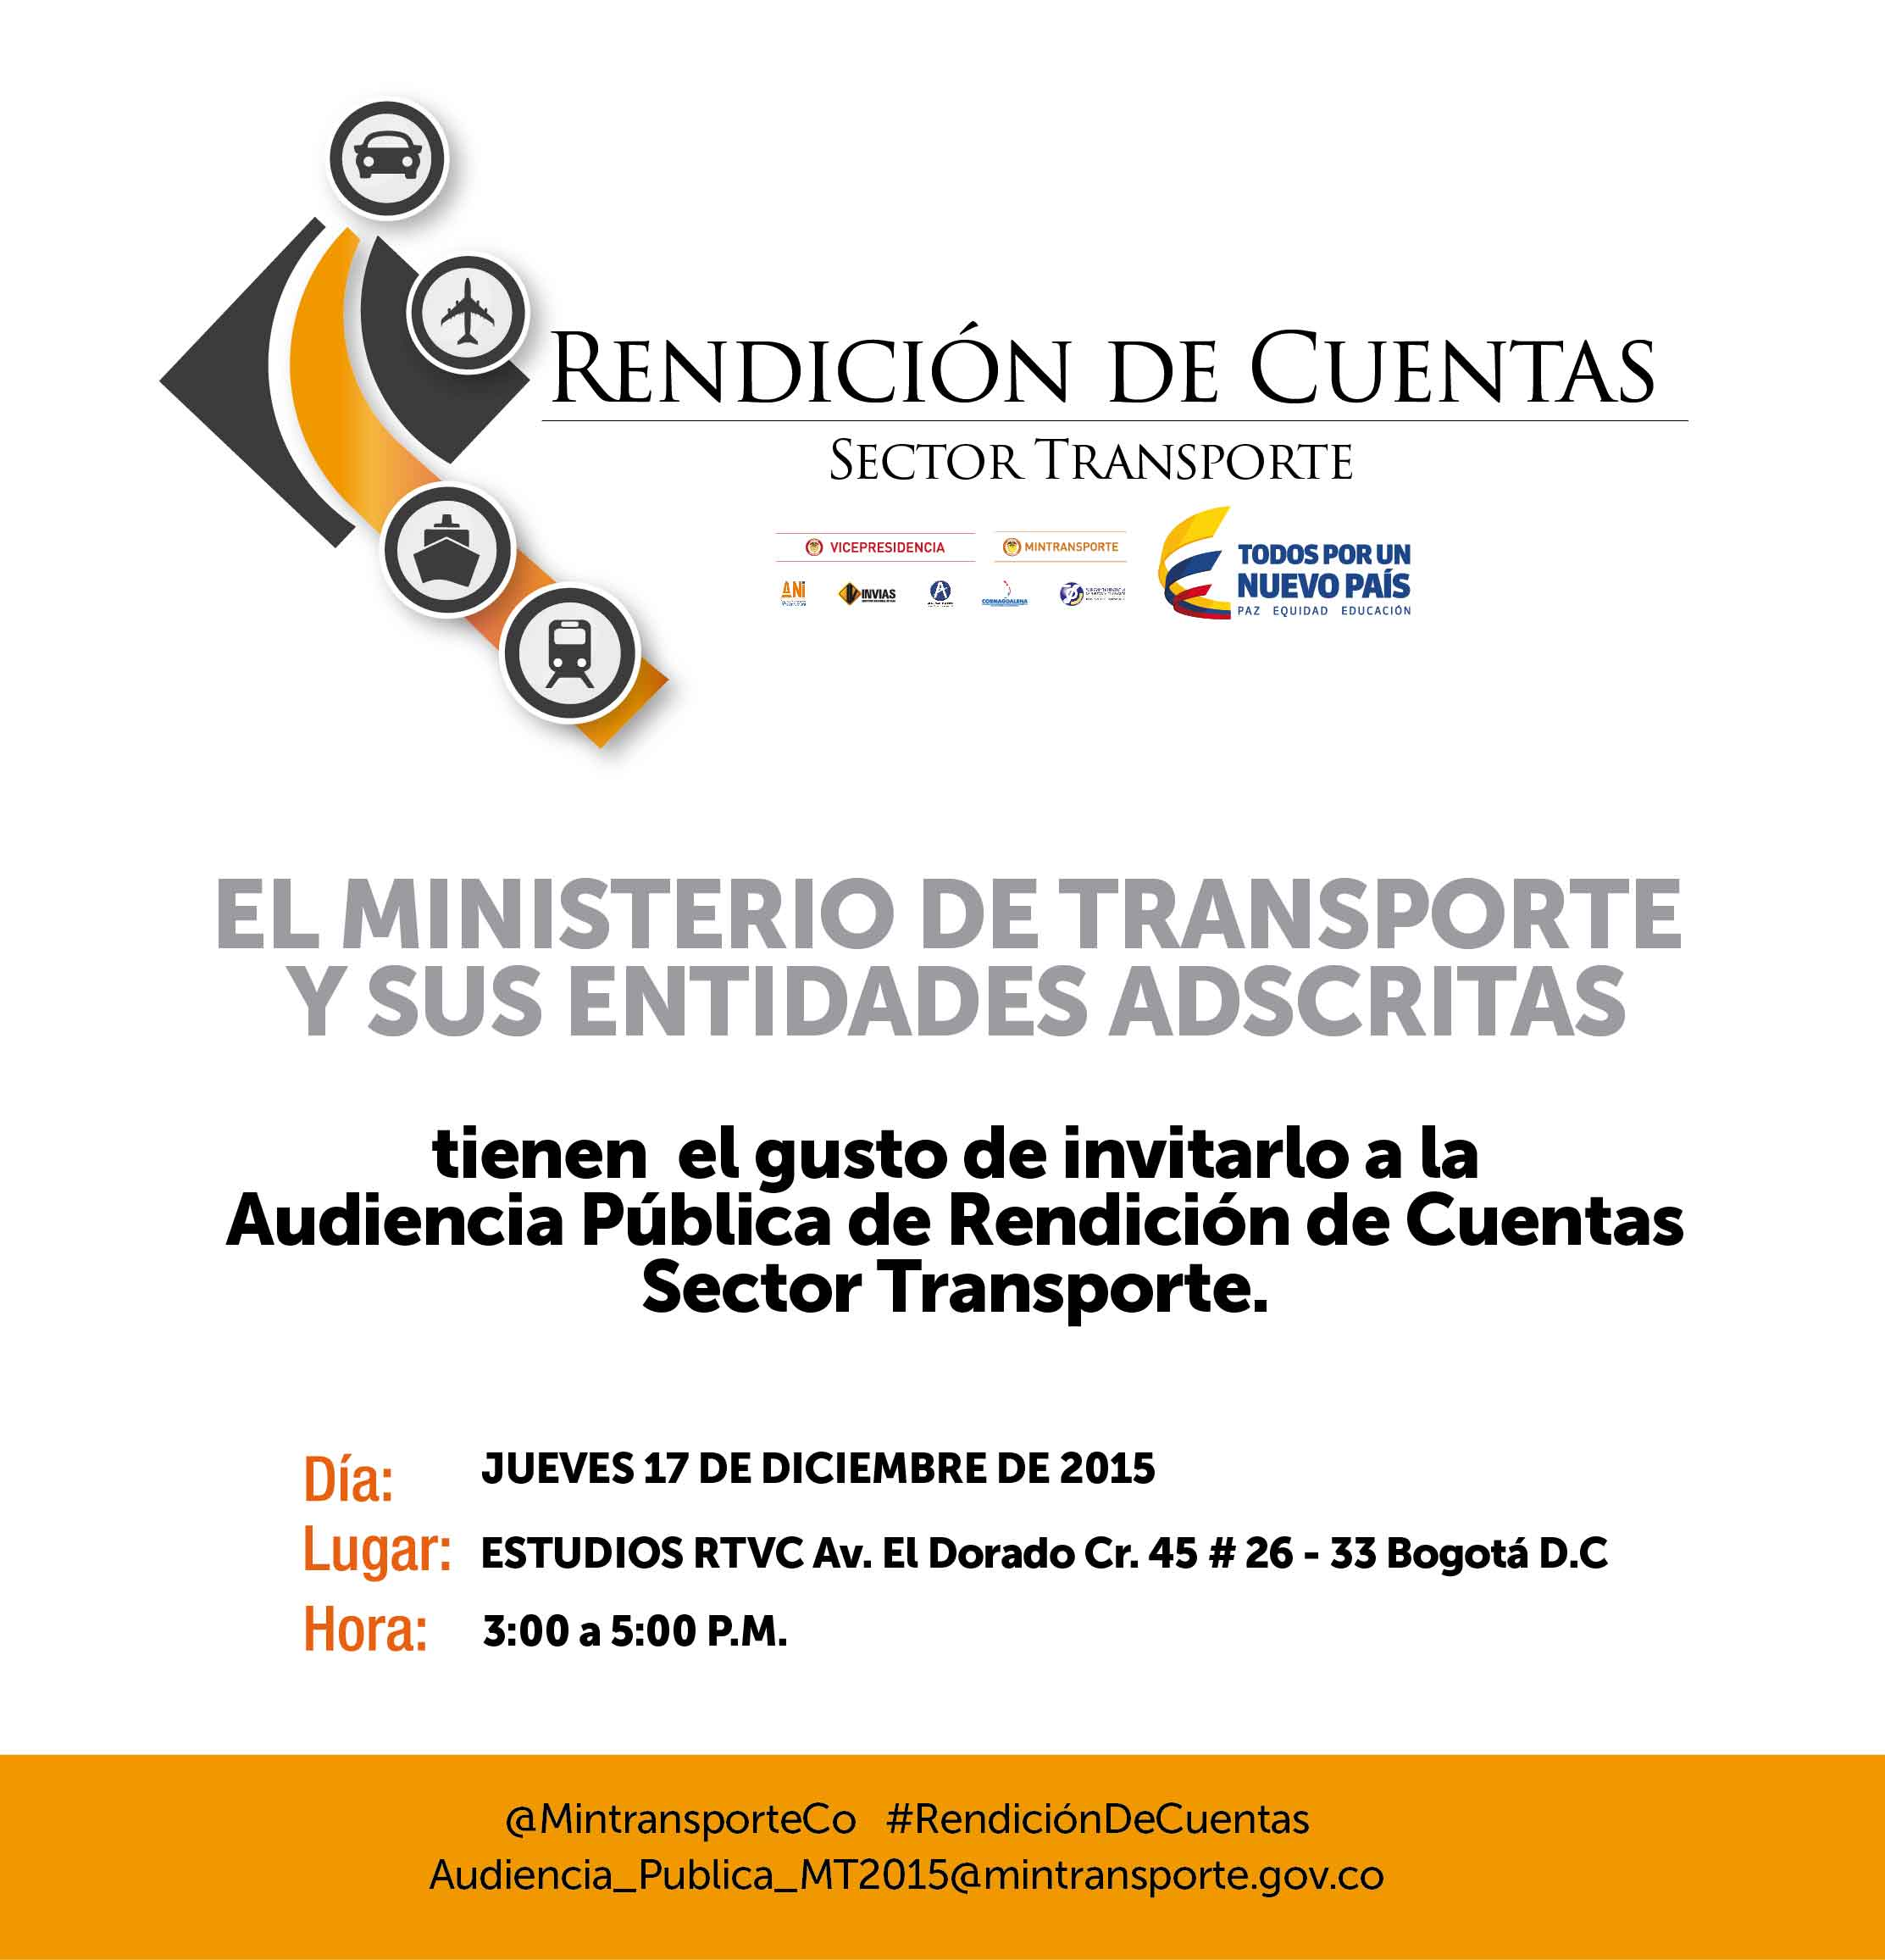 RENDICIÓN DE CUENTAS
SECTOR TRANSPORTE
VICEPRESIDENCIA
MINTRANSPORTE
TODOS POR UN
NUEVO PAÍS
PAZ EQUIDAD EDUCACIÓN
ANI
INVIAS
CORMAGDALENA
EL MINISTERIO DE TRANSPORTE
Y SUS ENTIDADES ADSCRITAS
tienen el gusto de invitarlo a la
Audiencia Pública de Rendición de Cuentas
Sector Transporte.
Día: JUEVES 17 DE DICIEMBRE DE 2015
Lugar: ESTUDIOS RTVC Av. El Dorado Cr. 45 # 26 - 33 Bogotá D.C
Hora: 3:00 a 5:00 P.M.
@MintransporteCo #RendiciónDeCuentas
Audiencia_Publica_MT2015@mintransporte.gov.co